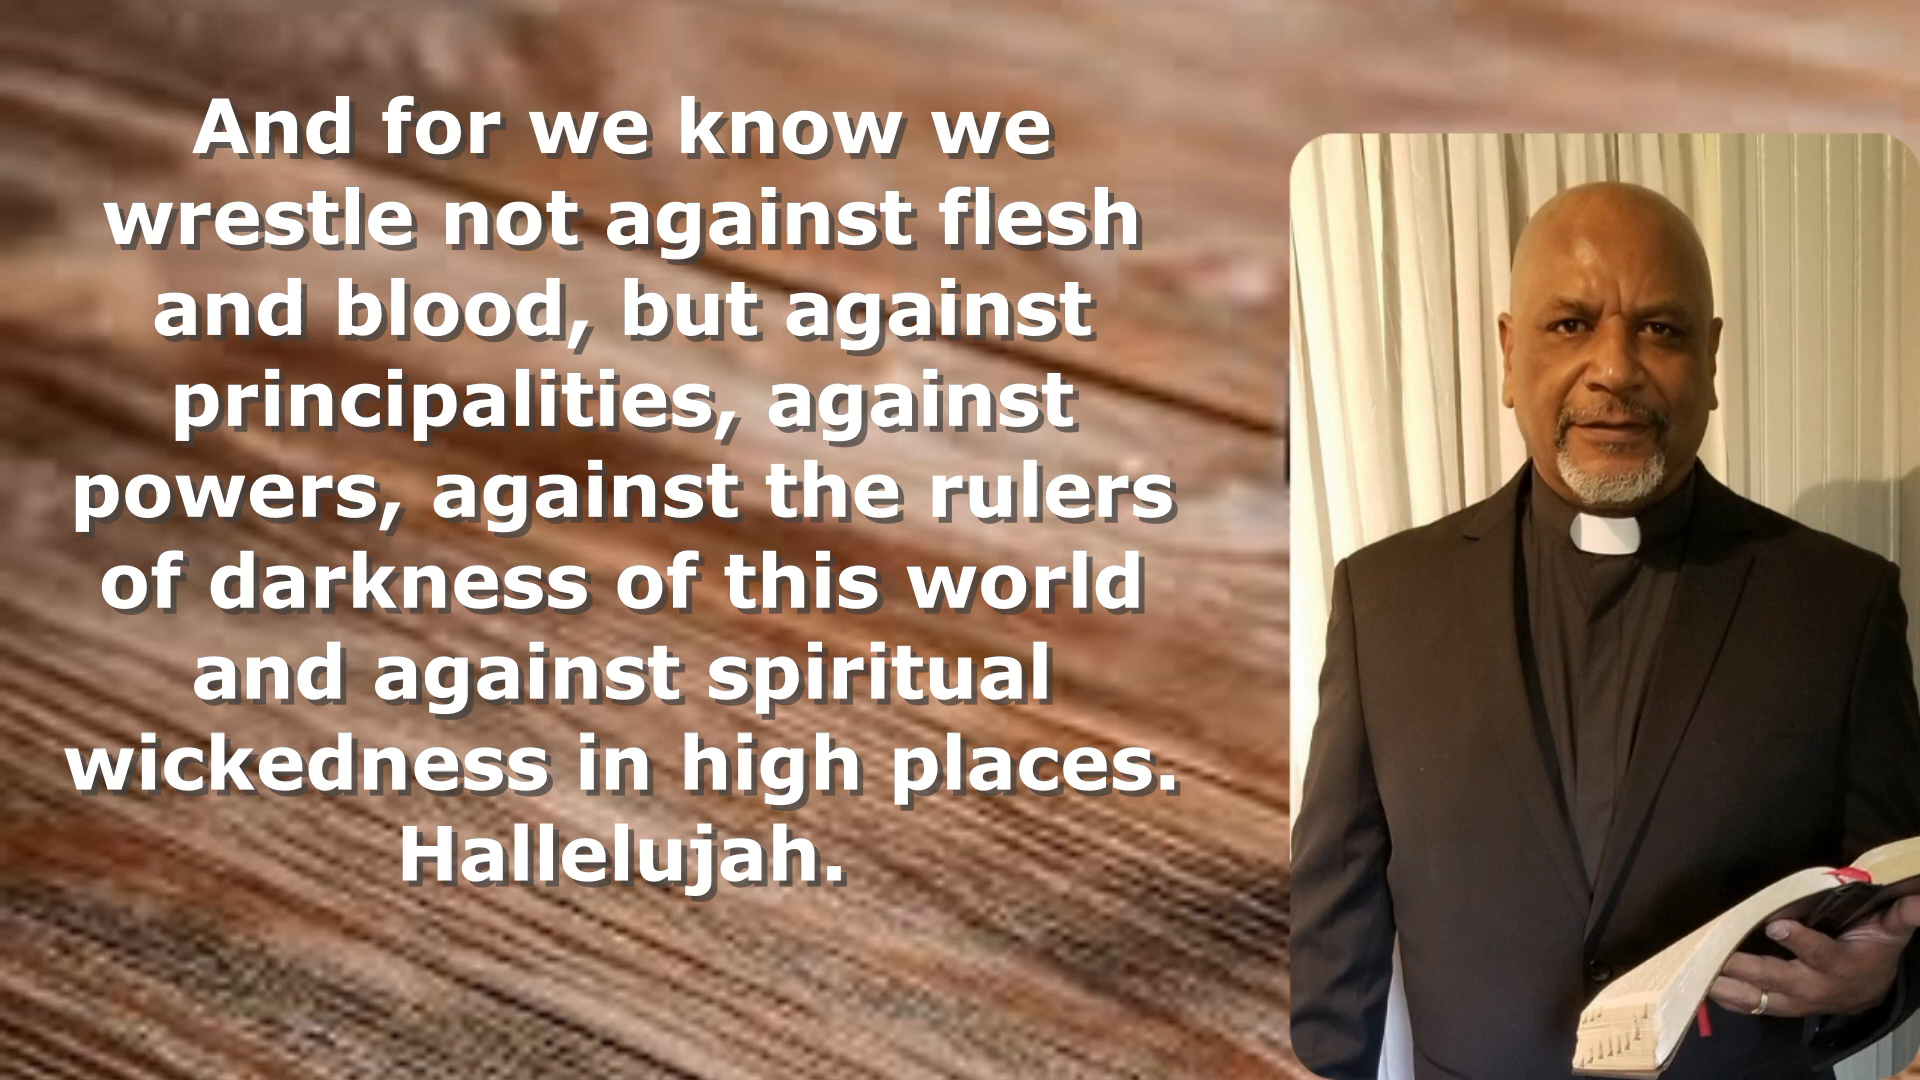 And for we know we
wrestle not against flesh
and blood, but against
principalities, against
powers, against the rulers
of darkness of this world
and against spiritual
wickedness in high places.
Hallelujah.